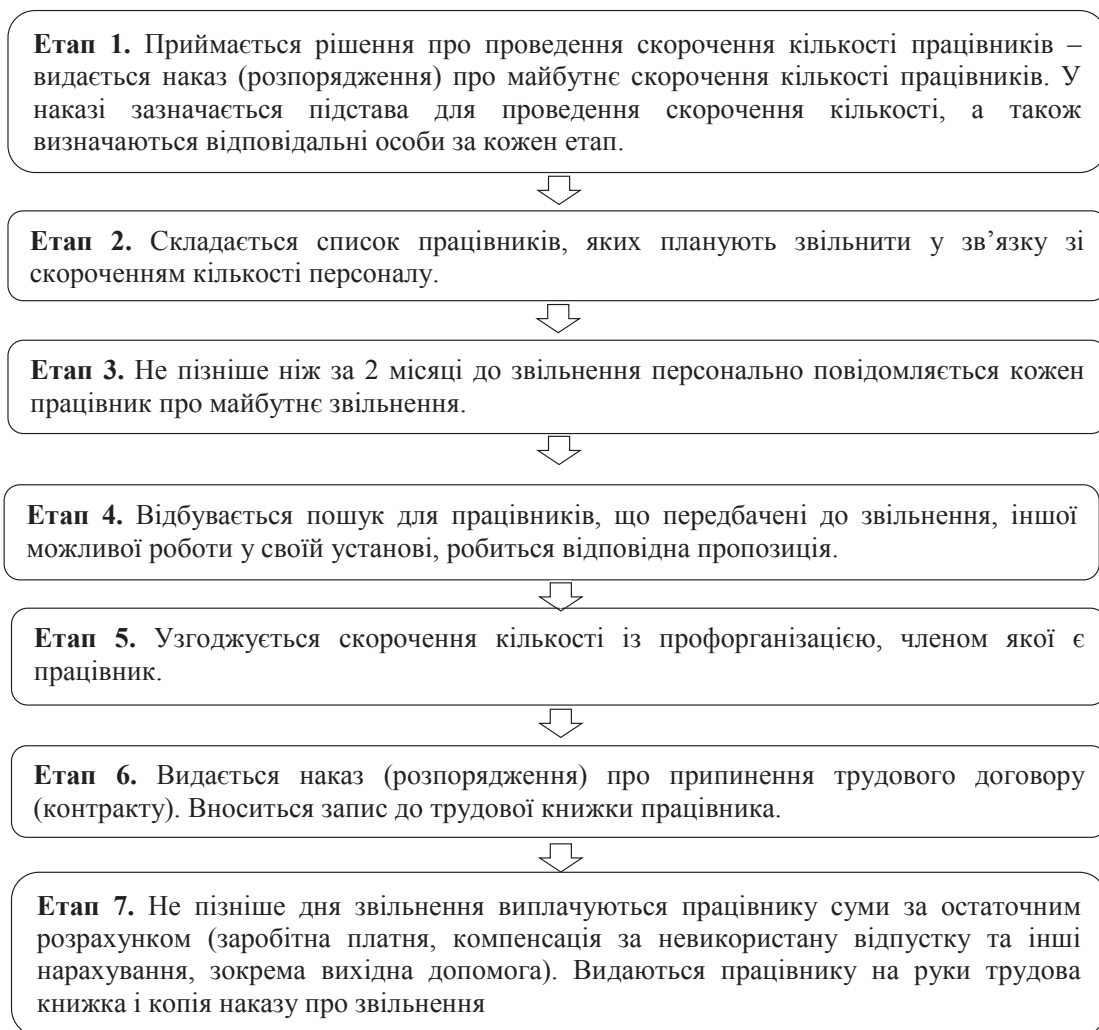 Етап 1. Приймається рішення про проведення скорочення кількості працівників –
видається наказ (розпорядження) про майбутнє скорочення кількості працівників. У
наказі зазначається підстава для проведення скорочення кількості, а також
визначаються відповідальні особи за кожен етап.
Етап 2. Складається список працівників, яких планують звільнити у зв’язку зі
скороченням кількості персоналу.
Етап 3. Не пізніше ніж за 2 місяці до звільнення персонально повідомляється кожен
працівник про майбутнє звільнення.
Етап 4. Відбувається пошук для працівників, що передбачені до звільнення, іншої
можливої роботи у своїй установі, робиться відповідна пропозиція.
Етап 5. Узгоджується скорочення кількості із профорганізацією, членом якої є
працівник.
Етап 6. Видається наказ (розпорядження) про припинення трудового договору
(контракту). Вноситься запис до трудової книжки працівника.
Етап 7. Не пізніше дня звільнення виплачуються працівнику суми за остаточним
розрахунком (заробітна платня, компенсація за невикористану відпустку та інші
нарахування, зокрема вихідна допомога). Видаються працівнику на руки трудова
книжка і копія наказу про звільнення